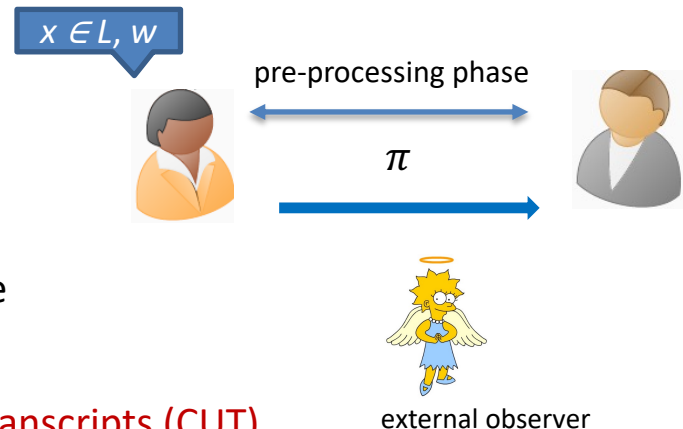 x ∈ L, w
pre-processing phase
π
external observer